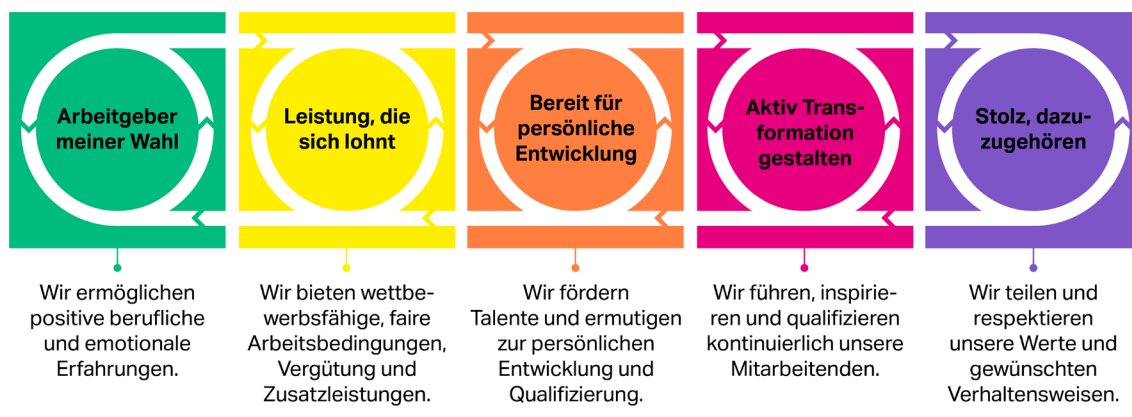 Arbeitgeber
meiner Wahl
Leistung, die
sich lohnt
Bereit für
persönliche
Entwicklung
Aktiv Trans-
formation
gestalten
Stolz, dazu-
zugehören
Wir ermöglichen
positive berufliche
und emotionale
Erfahrungen.
Wir bieten wettbe-
werbsfähige, faire
Arbeitsbedingungen,
Vergütung und
Zusatzleistungen.
Wir fördern
Talente und ermutigen
zur persönlichen
Entwicklung und
Qualifizierung.
Wir führen, inspirie-
ren und qualifizieren
kontinuierlich unsere
Mitarbeitenden.
Wir teilen und
respektieren
unsere Werte und
gewünschten
Verhaltensweisen.